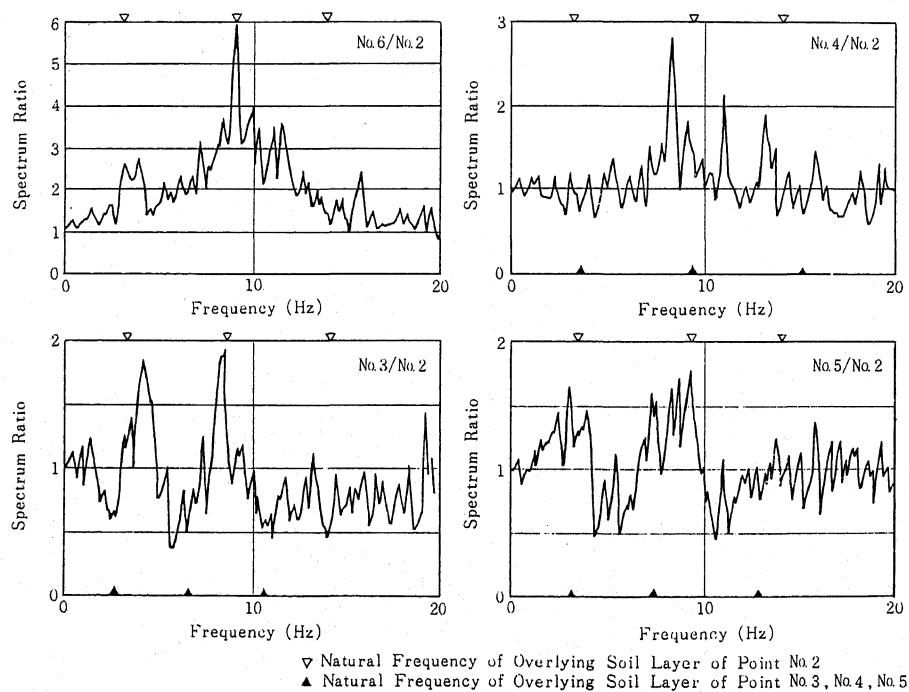 6
5
4
3
2
1
0
Spectrum Ratio
No.6/No.2
0
10
20
Frequency (Hz)
3
2
1
0
Spectrum Ratio
No.4/No.2
0
10
20
Frequency (Hz)
2
1
0
Spectrum Ratio
No.3/No.2
0
10
20
Frequency (Hz)
2
1
0
Spectrum Ratio
No.5/No.2
0
10
20
Frequency (Hz)
▽ Natural Frequency of Overlying Soil Layer of Point No.2
▲ Natural Frequency of Overlying Soil Layer of Point No.3, No.4, No.5